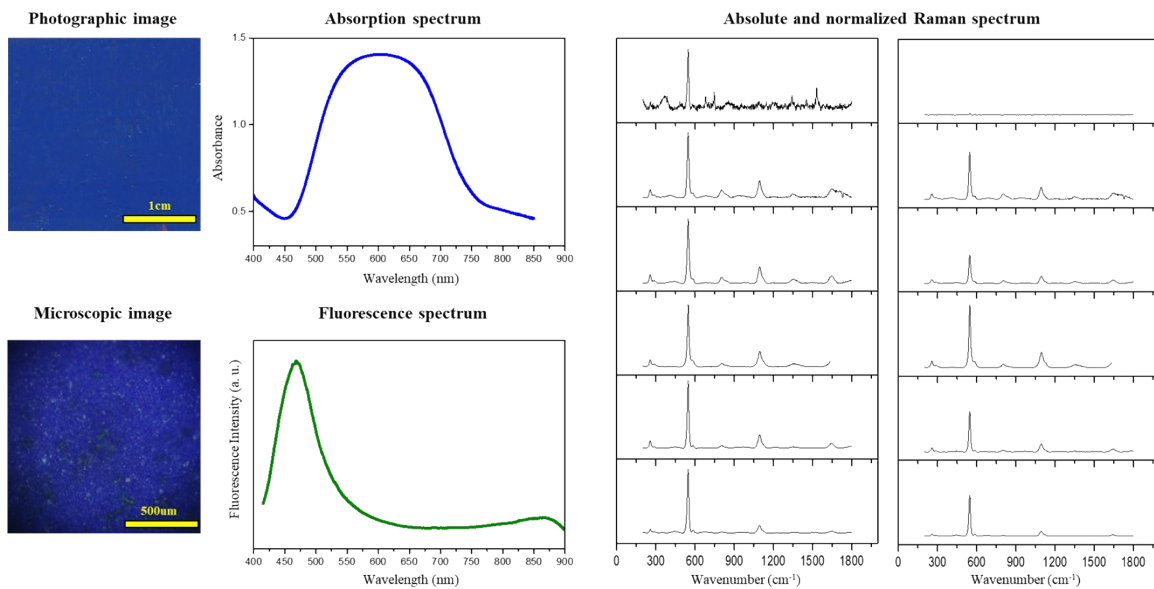 Photographic image
Absorption spectrum
Absolute and normalized Raman spectrum
1cm
Absorbance
1.5
1.0
0.5
400 450 500 550 600 650 700 750 800 850 900
Wavelength (nm)
Microscopic image
Fluorescence spectrum
500um
Fluorescence Intensity (a. u.)
400 450 500 550 600 650 700 750 800 850 900
Wavelength (nm)
0 300 600 900 1200 1500 1800
Wavenumber (cm-1)
300 600 900 1200 1500 1800
Wavenumber (cm-1)